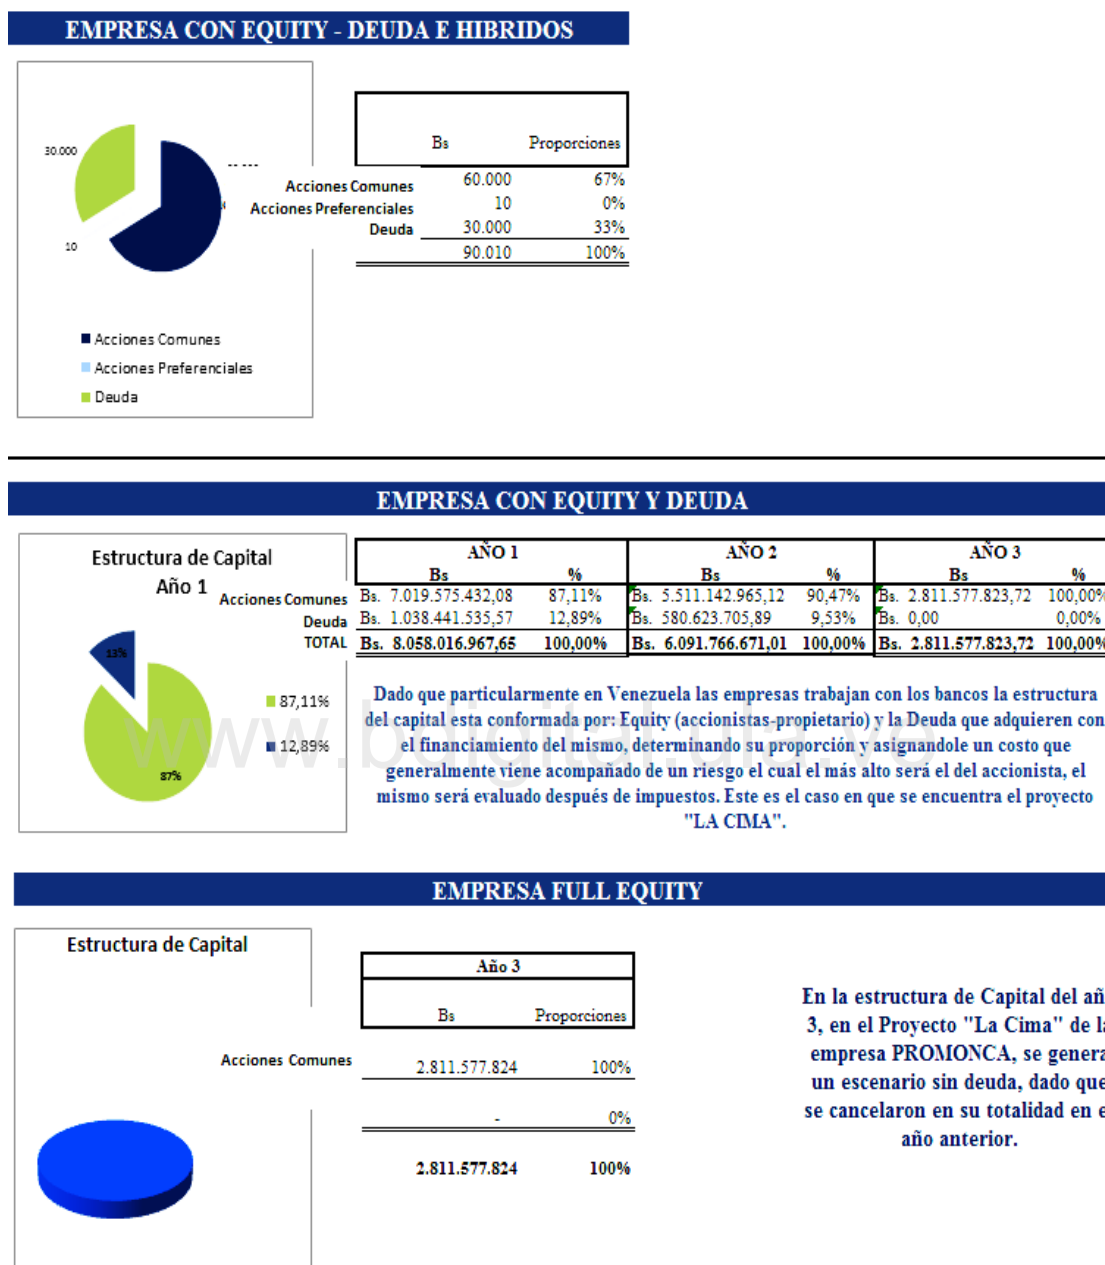 EMPRESA CON EQUITY - DEUDA E HIBRIDOS
Bs Proporciones
30.000
Acciones Comunes 60.000 67%
Acciones Preferenciales 10 0%
Deuda 30.000 33%
90.010 100%
10
Acciones Comunes
Acciones Preferenciales
Deuda
EMPRESA CON EQUITY Y DEUDA
Estructura de Capital
Año 1
AÑO 1 AÑO 2 AÑO 3
Bs % Bs % Bs %
Acciones Comunes Bs. 7.019.575.432,08 87,11% Bs. 5.511.142.965,12 90,47% Bs. 2.811.577.823,72 100,00%
Deuda Bs. 1.038.441.535,57 12,89% Bs. 580.623.705,89 9,53% Bs. 0,00 0,00%
TOTAL Bs. 8.058.016.967,65 100,00% Bs. 6.091.766.671,01 100,00% Bs. 2.811.577.823,72 100,00%
13%
87%
87,11%
12,89%
Dado que particularmente en Venezuela las empresas trabajan con los bancos la estructura
del capital esta conformada por: Equity (accionistas-propietario) y la Deuda que adquieren con
el financiamiento del mismo, determinando su proporción y asignandole un costo que
generalmente viene acompañado de un riesgo el cual el más alto será el del accionista, el
mismo será evaluado después de impuestos. Este es el caso en que se encuentra el proyecto
"LA CIMA".
www.bdigital.ula.ve
EMPRESA FULL EQUITY
Estructura de Capital
Año 3
Bs Proporciones
Acciones Comunes 2.811.577.824 100%
- 0%
2.811.577.824 100%
En la estructura de Capital del añ
3, en el Proyecto "La Cima" de la
empresa PROMONCA, se genera
un escenario sin deuda, dado que
se cancelaron en su totalidad en e
año anterior.